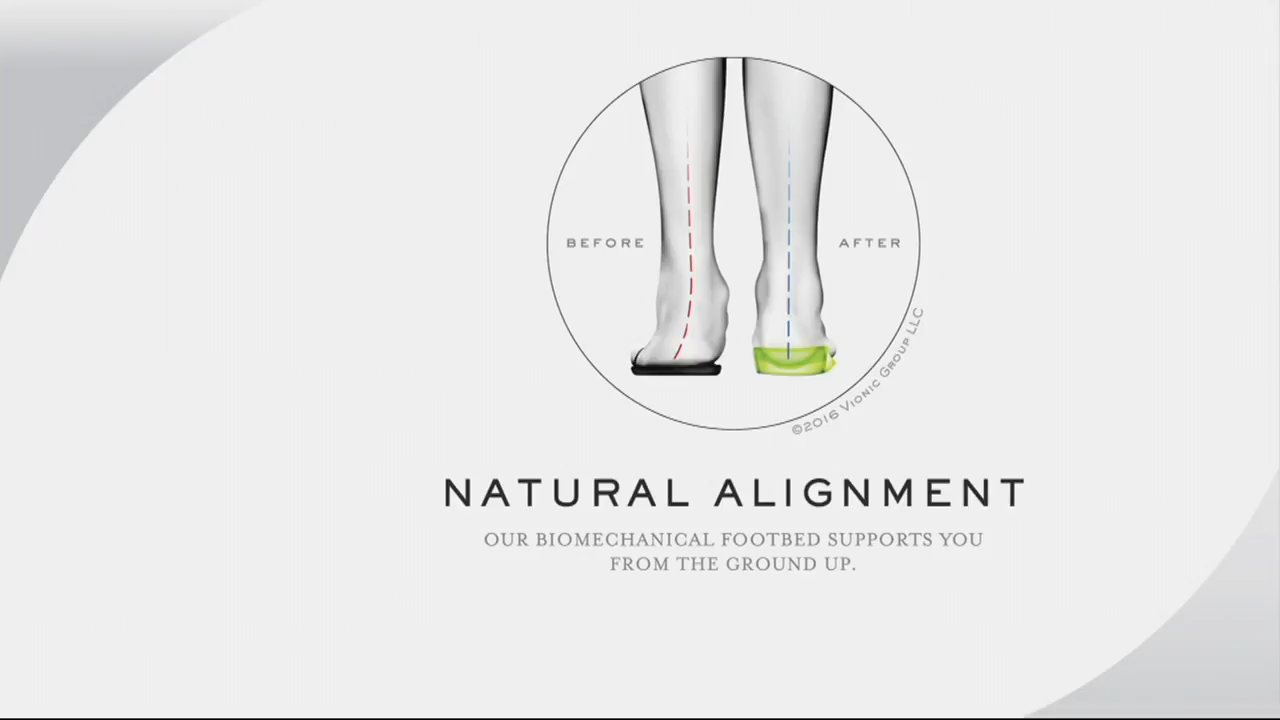 BEFORE
AFTER
©2016 VIONIC GROUP LLC
NATURAL ALIGNMENT
OUR BIOMECHANICAL FOOTBED SUPPORTS YOU
FROM THE GROUND UP.